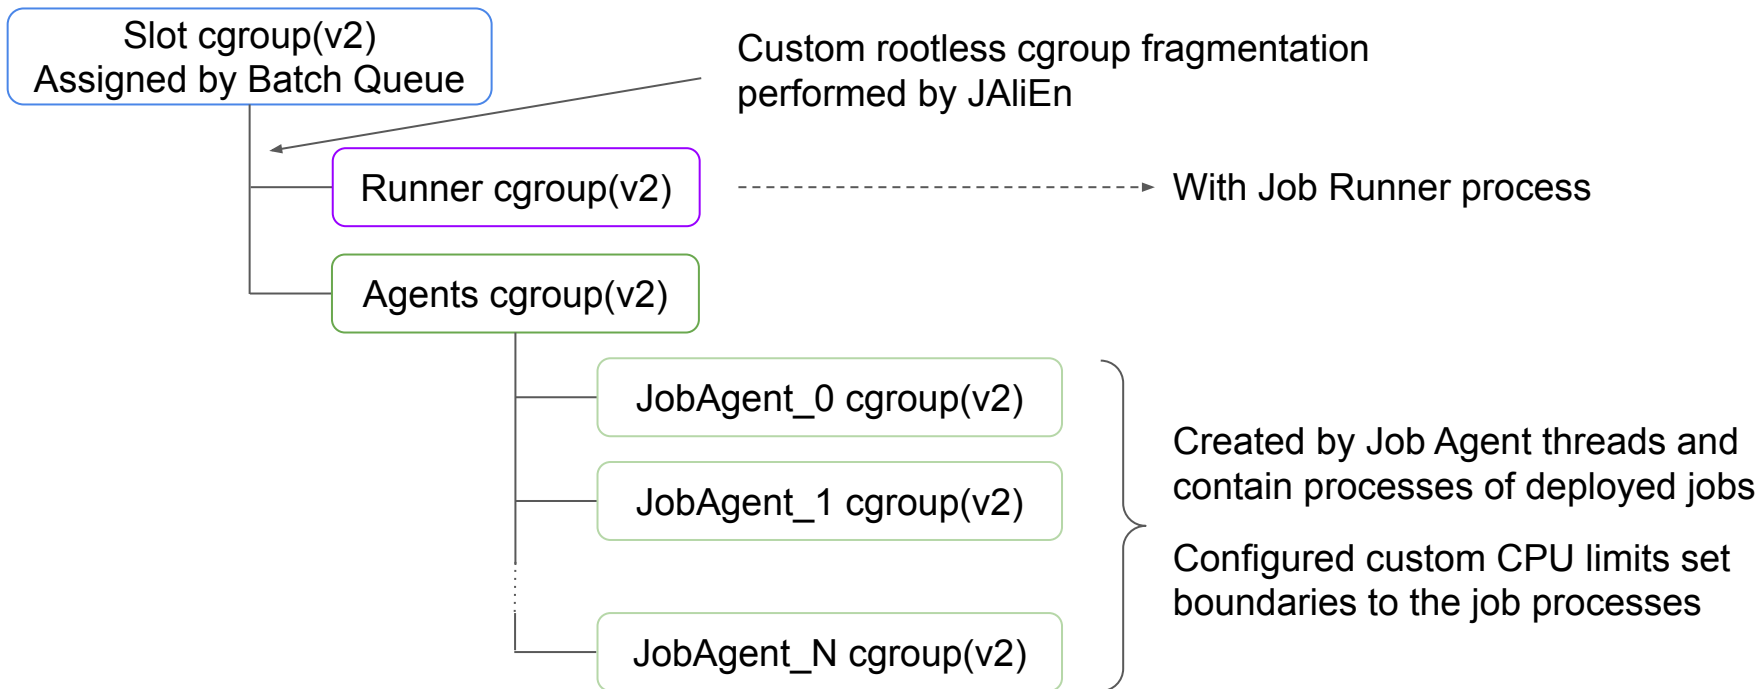 Slot cgroup(v2)
Assigned by Batch Queue
Custom rootless cgroup fragmentation
performed by JAliEn
Runner cgroup(v2)
With Job Runner process
Agents cgroup(v2)
JobAgent_0 cgroup(v2)
JobAgent_1 cgroup(v2)
JobAgent_N cgroup(v2)
Created by Job Agent threads and
contain processes of deployed jobs
Configured custom CPU limits set
boundaries to the job processes